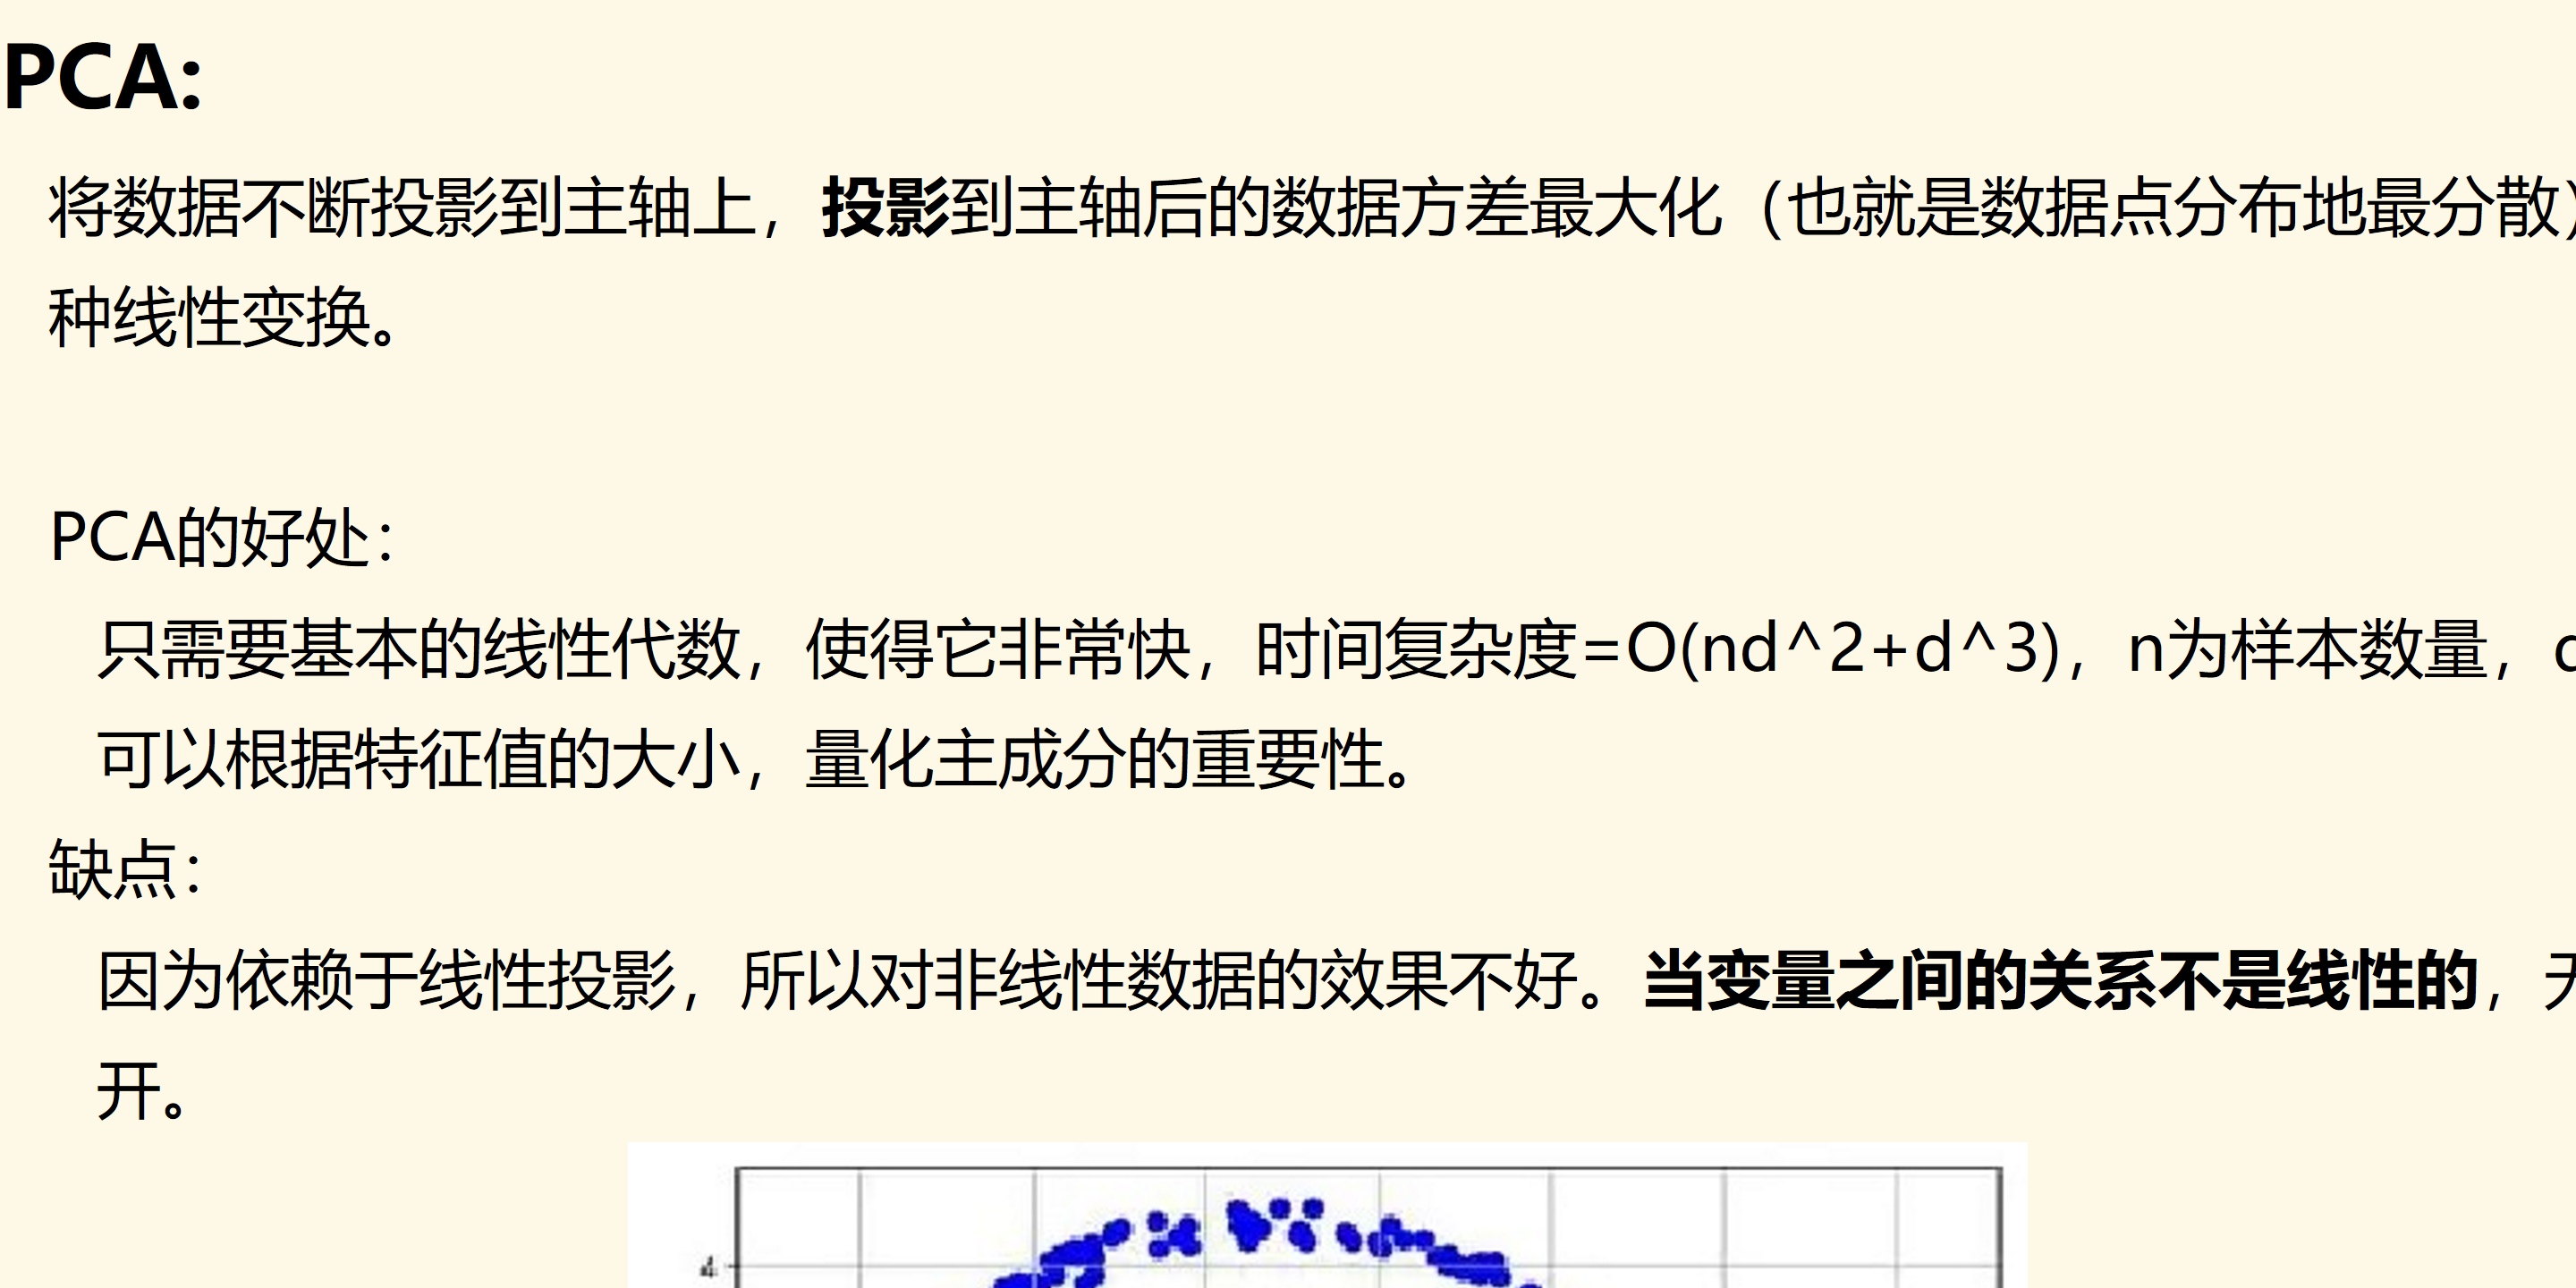 PCA:
将数据不断投影到主轴上，投影到主轴后的数据方差最大化（也就是数据点分布地最分散）
种线性变换。
PCA的好处：
只需要基本的线性代数，使得它非常快，时间复杂度=O(nd^2+d^3)，n为样本数量，
可以根据特征值的大小，量化主成分的重要性。
缺点：
因为依赖于线性投影，所以对非线性数据的效果不好。当变量之间的关系不是线性的，
开。
4